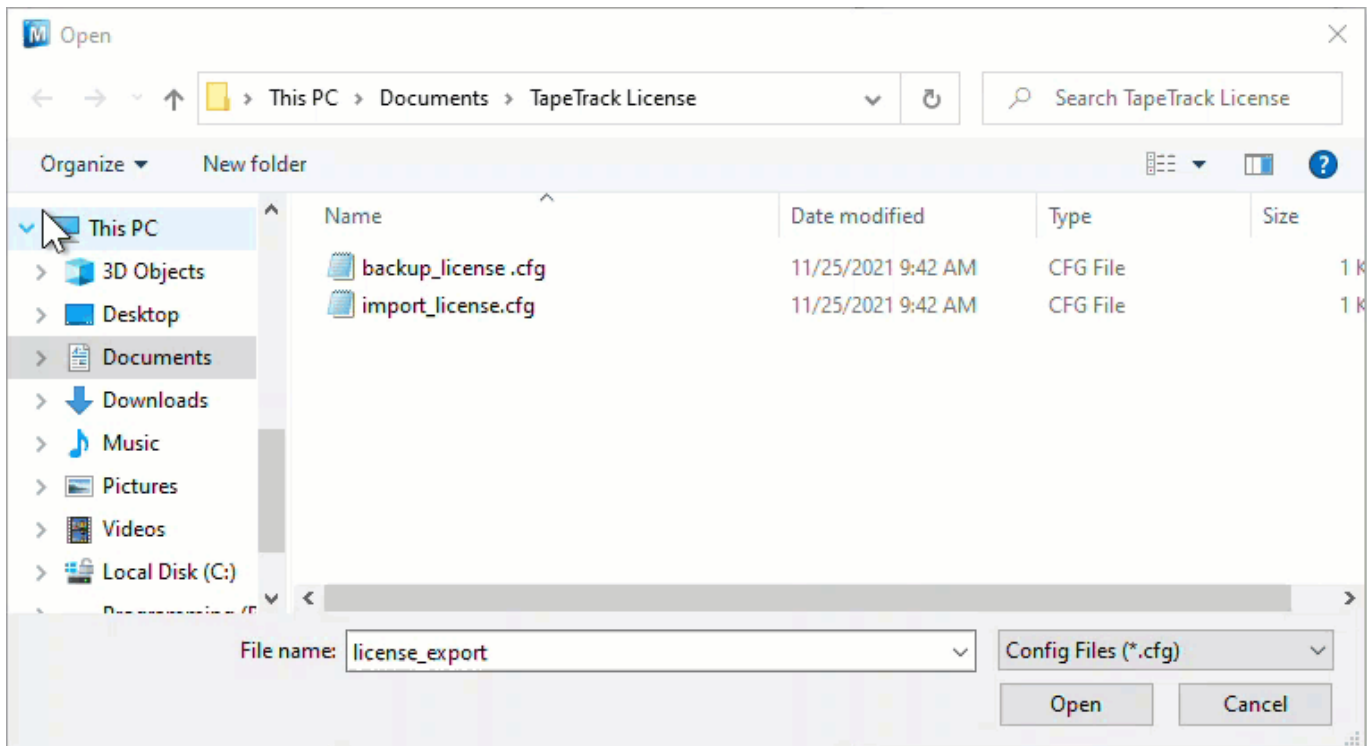 Open
This PC > Documents > TapeTrack License
Search TapeTrack License
Organize
New folder
This PC
3D Objects
Desktop
Documents
Downloads
Music
Pictures
Videos
Local Disk (C:)
Name Date modified Type Size
backup_license .cfg 11/25/2021 9:42 AM CFG File 1 K
import_license.cfg 11/25/2021 9:42 AM CFG File 1 K
File name: license_export
Config Files (*.cfg)
Open
Cancel